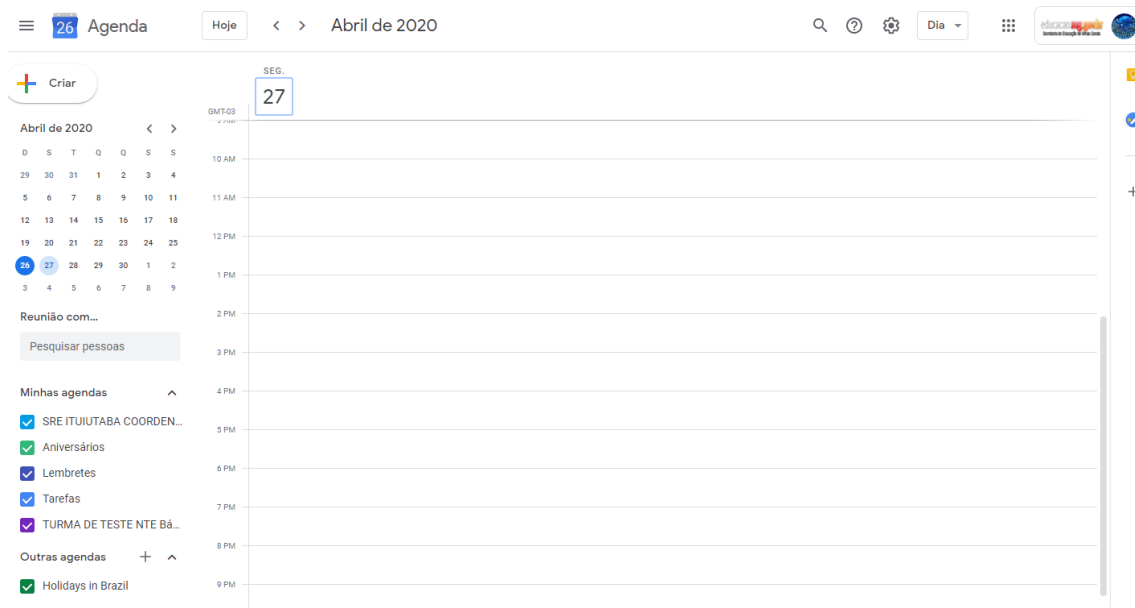 26 Agenda Hoje Abril de 2020 Dia
Criar
SEG.
27
GMT-03
Abril de 2020
D S T Q Q S S
29 30 31 1 2 3 4
5 6 7 8 9 10 11
12 13 14 15 16 17 18
19 20 21 22 23 24 25
26 27 28 29 30 1 2
3 4 5 6 7 8 9
Reunião com...
Pesquisar pessoas
Minhas agendas
SRE ITUIUTABA COORDEN...
Aniversários
Lembretes
Tarefas
TURMA DE TESTE NTE Bá...
Outras agendas
Holidays in Brazil
10 AM
11 AM
12 PM
1 PM
2 PM
3 PM
4 PM
5 PM
6 PM
7 PM
8 PM
9 PM